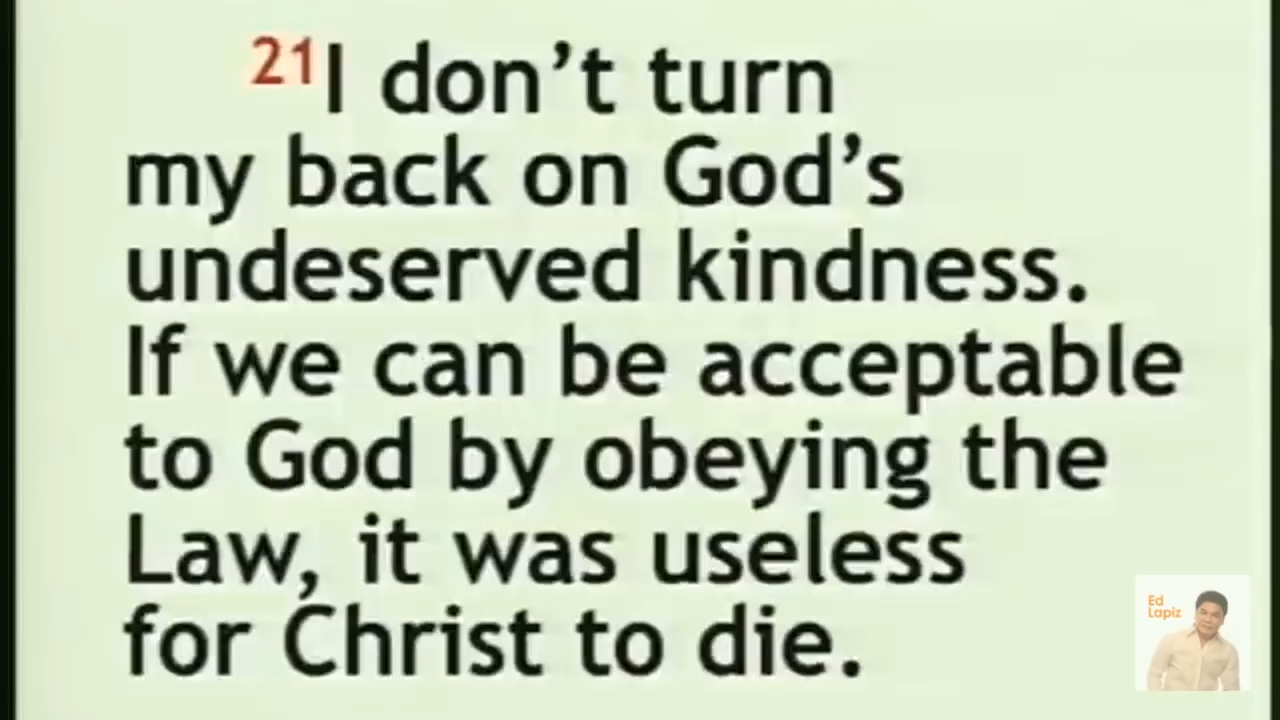 21I don't turn
my back on God's
undeserved kindness.
If we can be acceptable
to God by obeying the
Law, it was useless
for Christ to die.
Ed
Lapiz